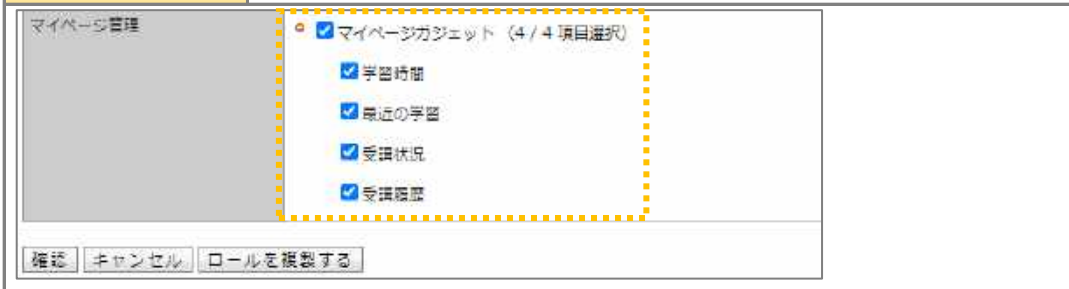 マイページ管理
マイページガジェット（4 / 4 項目選択）
学習時間
最近の学習
受講状況
受講履歴
確認 キャンセル ロールを複製する